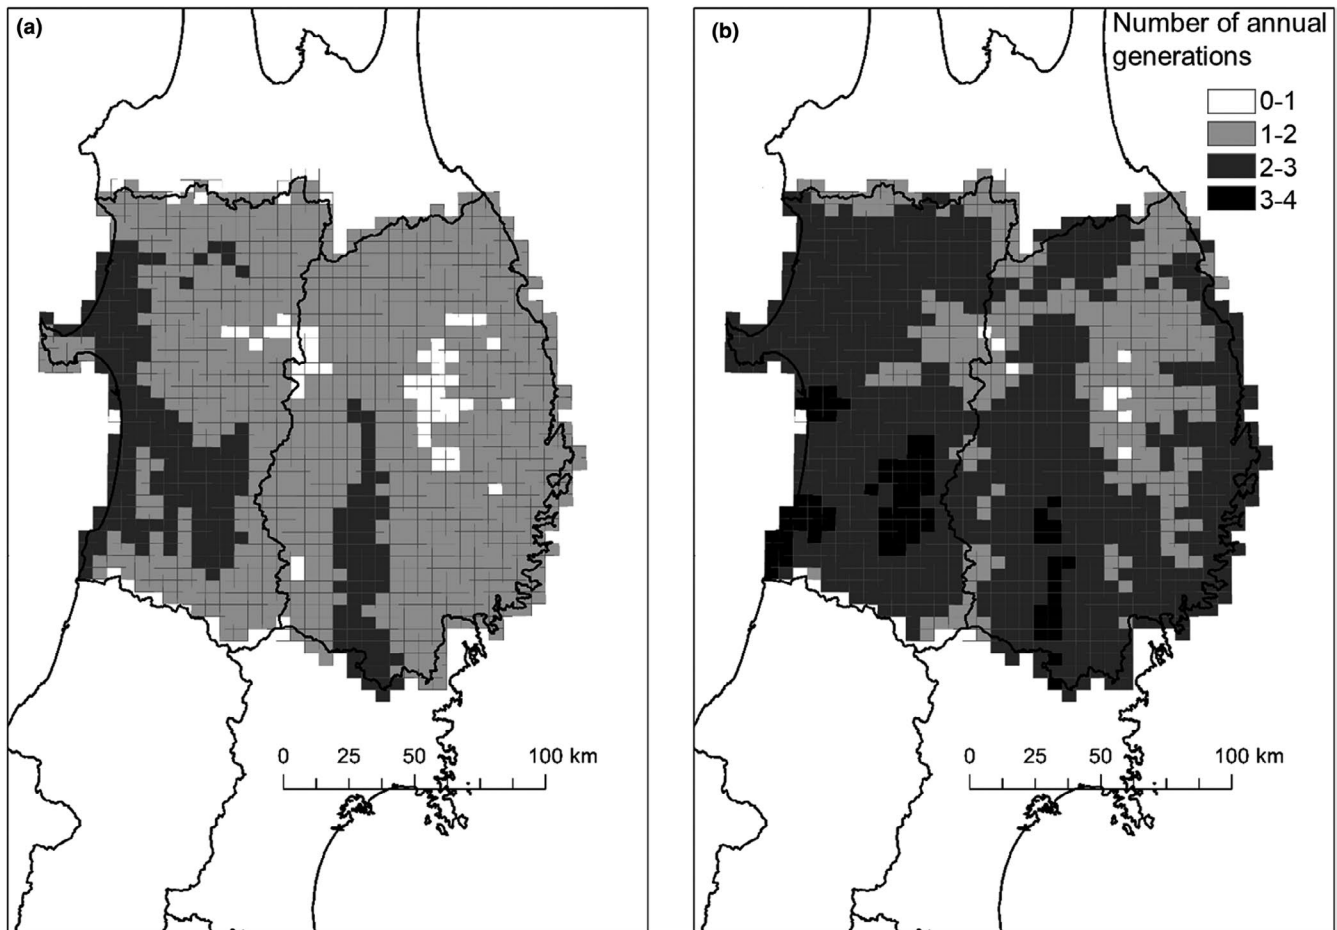 (a)
(b)
Number of annual
generations
0-1
1-2
2-3
3-4
0 25 50 100 km
0 25 50 100 km